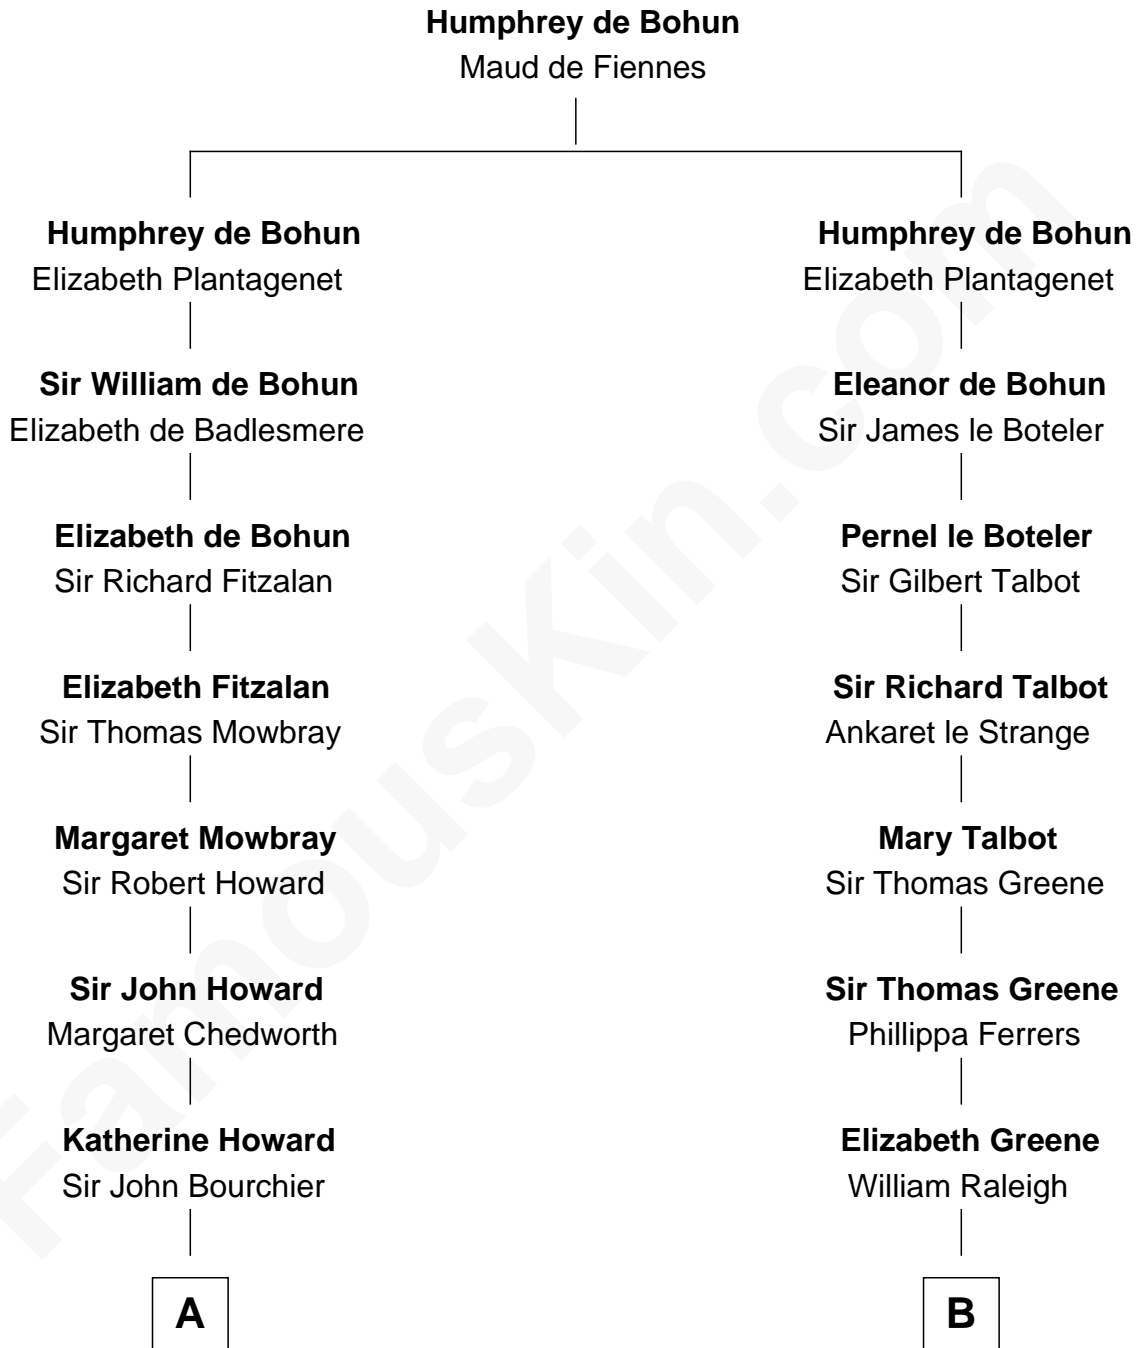 Humphrey de Bohun
Maud de Fiennes
Humphrey de Bohun
Elizabeth Plantagenet
Sir William de Bohun
Elizabeth de Badlesmere
Elizabeth de Bohun
Sir Richard Fitzalan
Elizabeth Fitzalan
Sir Thomas Mowbray
Margaret Mowbray
Sir Robert Howard
Sir John Howard
Margaret Chedworth
Katherine Howard
Sir John Bourchier
A
Humphrey de Bohun
Elizabeth Plantagenet
Eleanor de Bohun
Sir James le Boteler
Pernel le Boteler
Sir Gilbert Talbot
Sir Richard Talbot
Ankaret le Strange
Mary Talbot
Sir Thomas Greene
Sir Thomas Greene
Phillippa Ferrers
Elizabeth Greene
William Raleigh
B
FamousKin.com